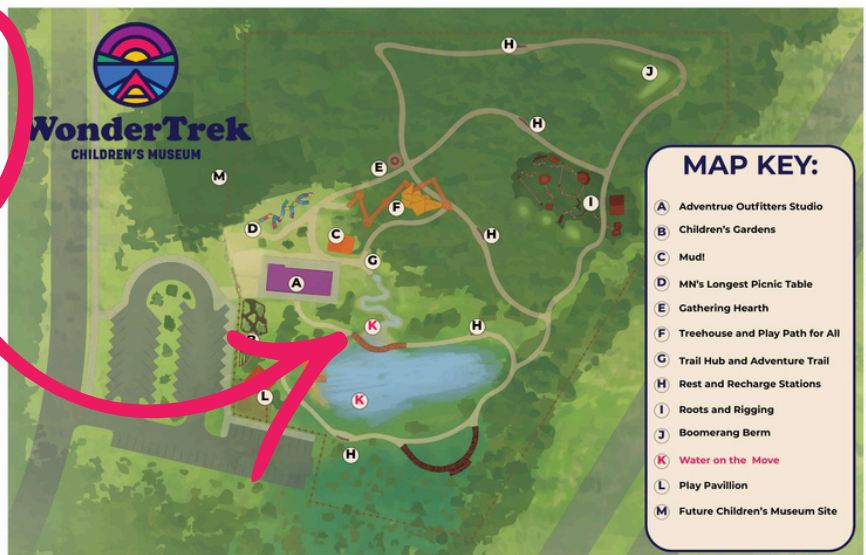 WonderTrek
CHILDREN'S MUSEUM
H
J
H
E
M
I
F
D
H
C
G
A
K
H
L
K
H
MAP KEY:
A Adventrue Outfitters Studio
B Children's Gardens
C Mud!
D MN's Longest Picnic Table
E Gathering Hearth
F Treehouse and Play Path for All
G Trail Hub and Adventure Trail
H Rest and Recharge Stations
I Roots and Rigging
J Boomerang Berm
K Water on the Move
L Play Pavillion
M Future Children's Museum Site